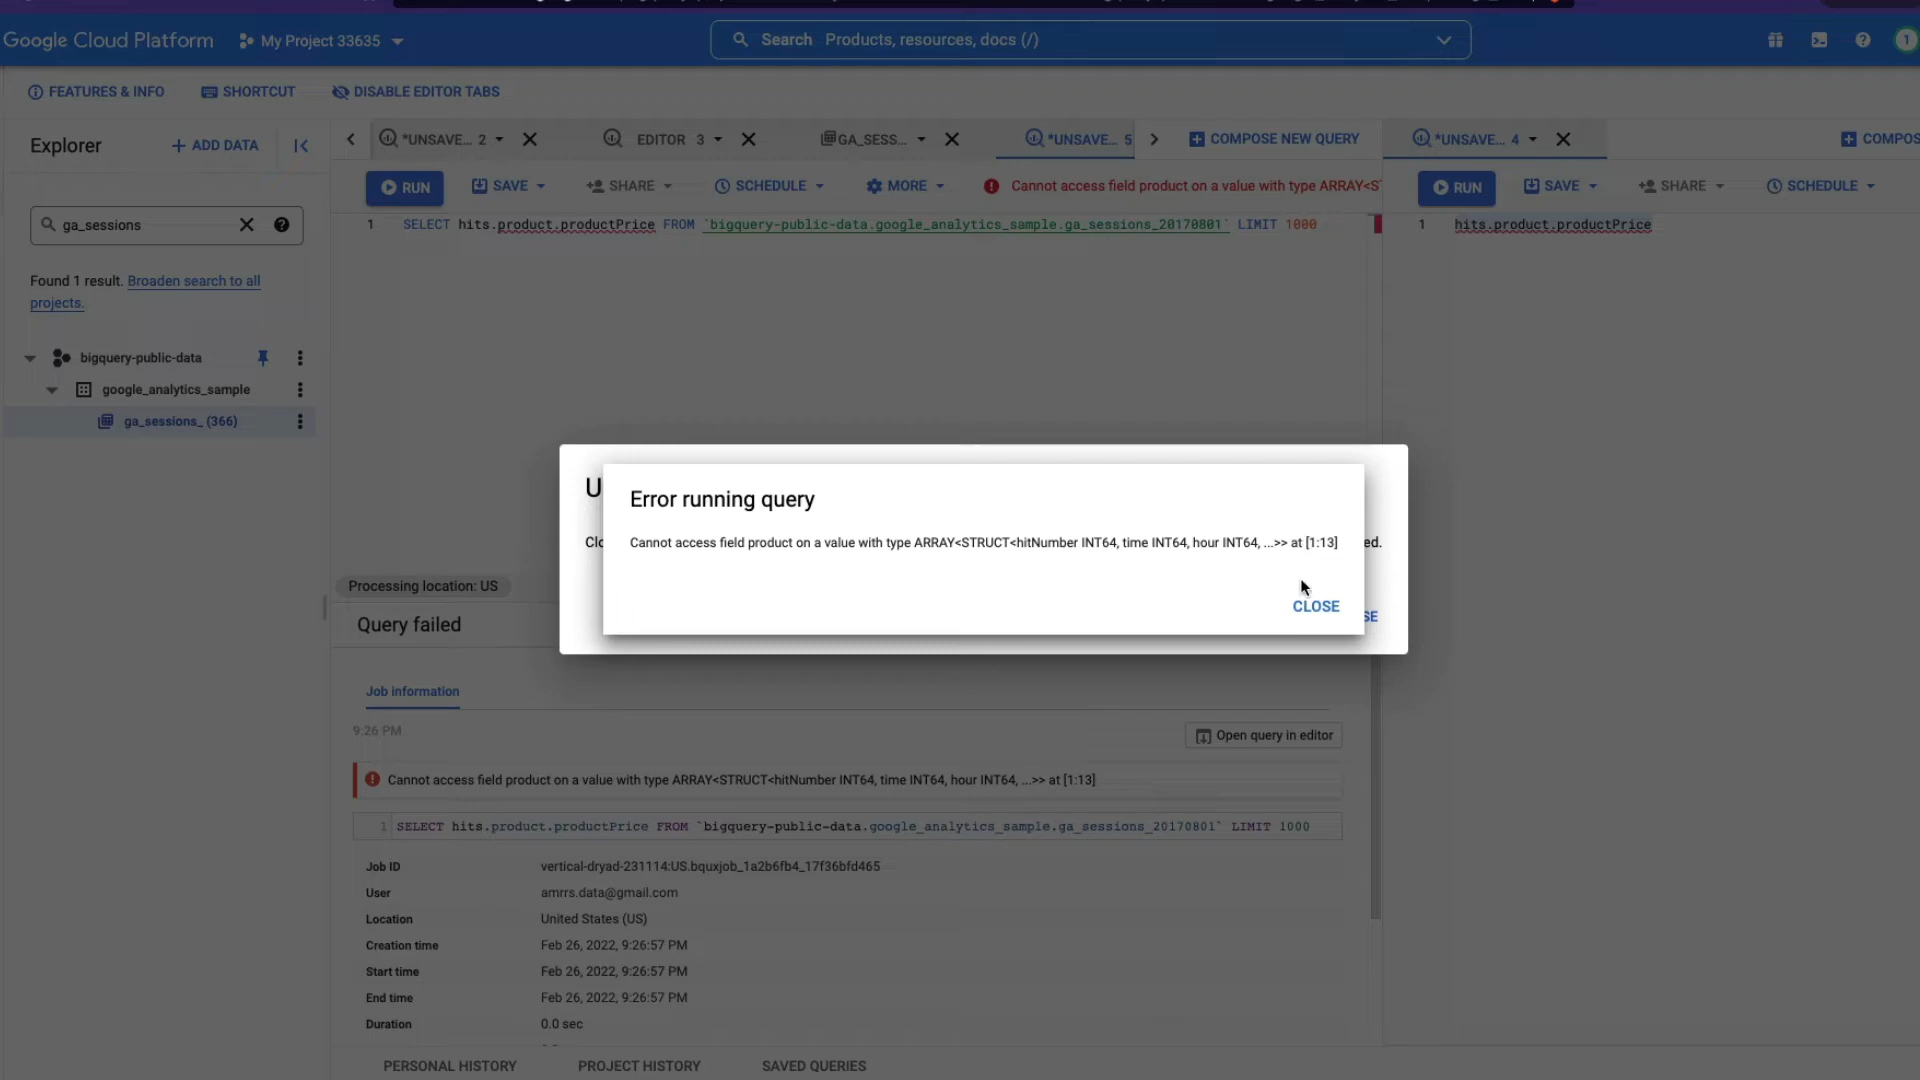 Google Cloud Platform My Project 33635 Search Products, resources, docs (/) 1
FEATURES & INFO SHORTCUT DISABLE EDITOR TABS
Explorer + ADD DATA
*UNSAVE... 2 EDITOR 3 GA_SESS... *UNSAVE... 5 COMPOSE NEW QUERY *UNSAVE... 4 COMPOS
RUN SAVE SHARE SCHEDULE MORE Cannot access field product on a value with type ARRAY<S RUN SAVE SHARE SCHEDULE
ga_sessions
1 SELECT hits.product.productPrice FROM `bigquery-public-data.google_analytics_sample.ga_sessions_20170801` LIMIT 1000
1 hits.product.productPrice
Found 1 result. Broaden search to all
projects.
bigquery-public-data
google_analytics_sample
ga_sessions_ (366)
U
Error running query
Clo
Cannot access field product on a value with type ARRAY<STRUCT<hitNumber INT64, time INT64, hour INT64, ...>> at [1:13]
ed.
CLOSE
SE
Processing location: US
Query failed
Job information
9:26 PM
Open query in editor
Cannot access field product on a value with type ARRAY<STRUCT<hitNumber INT64, time INT64, hour INT64, ...>> at [1:13]
1 SELECT hits.product.productPrice FROM `bigquery-public-data.google_analytics_sample.ga_sessions_20170801` LIMIT 1000
Job ID vertical-dryad-231114:US.bquxjob_1a2b6fb4_17f36bfd465
User amrrs.data@gmail.com
Location United States (US)
Creation time Feb 26, 2022, 9:26:57 PM
Start time Feb 26, 2022, 9:26:57 PM
End time Feb 26, 2022, 9:26:57 PM
Duration 0.0 sec
PERSONAL HISTORY PROJECT HISTORY SAVED QUERIES